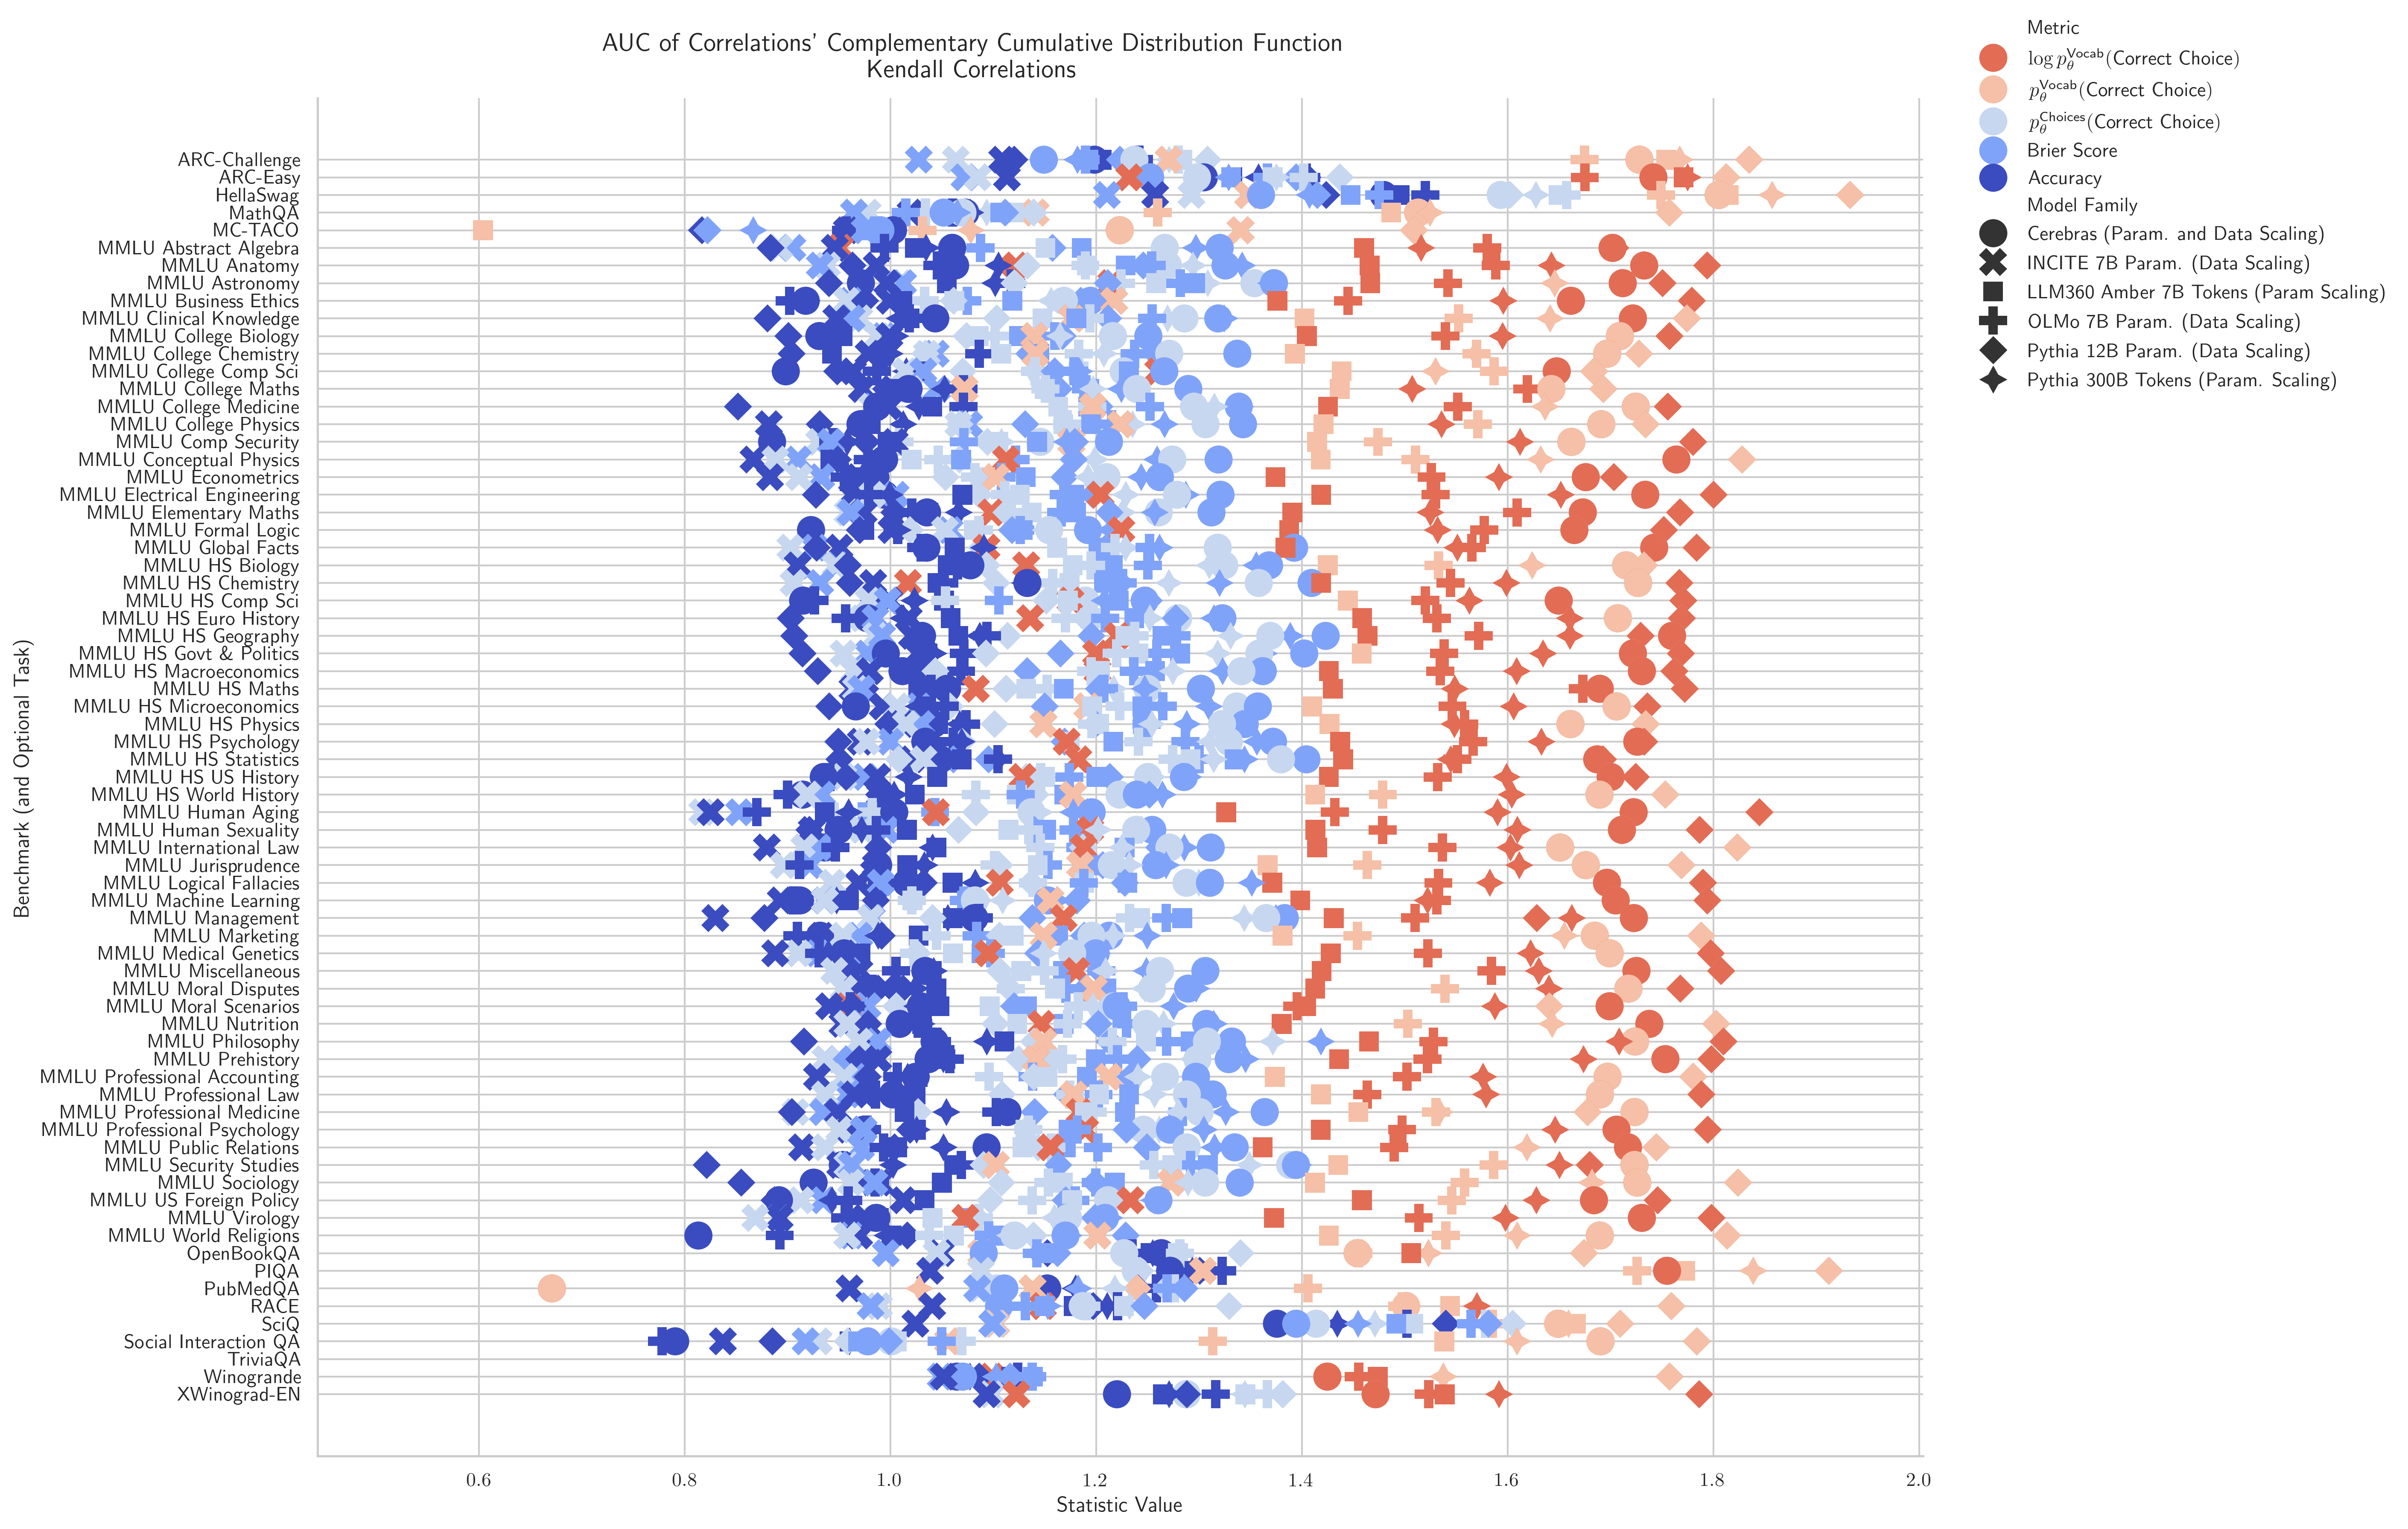 AUC of Correlations' Complementary Cumulative Distribution Function
Kendall Correlations
Metric
log p_θ^Vocab(Correct Choice)
p_θ^Vocab(Correct Choice)
p_θ^Choices(Correct Choice)
Brier Score
Accuracy
Model Family
Cerebras (Param. and Data Scaling)
INCITE 7B Param. (Data Scaling)
LLM360 Amber 7B Tokens (Param Scaling)
OLMo 7B Param. (Data Scaling)
Pythia 12B Param. (Data Scaling)
Pythia 300B Tokens (Param. Scaling)
Benchmark (and Optional Task)
ARC-Challenge
ARC-Easy
HellaSwag
MathQA
MC-TACO
MMLU Abstract Algebra
MMLU Anatomy
MMLU Astronomy
MMLU Business Ethics
MMLU Clinical Knowledge
MMLU College Biology
MMLU College Chemistry
MMLU College Comp Sci
MMLU College Maths
MMLU College Medicine
MMLU College Physics
MMLU Comp Security
MMLU Conceptual Physics
MMLU Econometrics
MMLU Electrical Engineering
MMLU Elementary Maths
MMLU Formal Logic
MMLU Global Facts
MMLU HS Biology
MMLU HS Chemistry
MMLU HS Comp Sci
MMLU HS Euro History
MMLU HS Geography
MMLU HS Govt & Politics
MMLU HS Macroeconomics
MMLU HS Maths
MMLU HS Microeconomics
MMLU HS Physics
MMLU HS Psychology
MMLU HS Statistics
MMLU HS US History
MMLU HS World History
MMLU Human Aging
MMLU Human Sexuality
MMLU International Law
MMLU Jurisprudence
MMLU Logical Fallacies
MMLU Machine Learning
MMLU Management
MMLU Marketing
MMLU Medical Genetics
MMLU Miscellaneous
MMLU Moral Disputes
MMLU Moral Scenarios
MMLU Nutrition
MMLU Philosophy
MMLU Prehistory
MMLU Professional Accounting
MMLU Professional Law
MMLU Professional Medicine
MMLU Professional Psychology
MMLU Public Relations
MMLU Security Studies
MMLU Sociology
MMLU US Foreign Policy
MMLU Virology
MMLU World Religions
OpenBookQA
PIQA
PubMedQA
RACE
SciQ
Social Interaction QA
TriviaQA
Winogrande
XWinograd-EN
0.6 0.8 1.0 1.2 1.4 1.6 1.8 2.0
Statistic Value